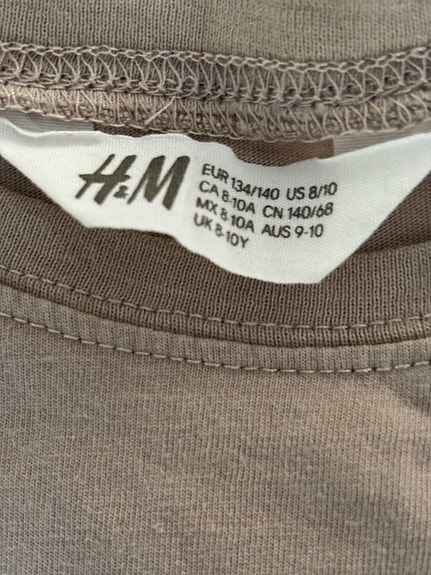 H&M
EUR 134/140 US 8/10
CA 8-10A CN 140/68
MX 8-10A AUS 9-10
UK 8-10Y